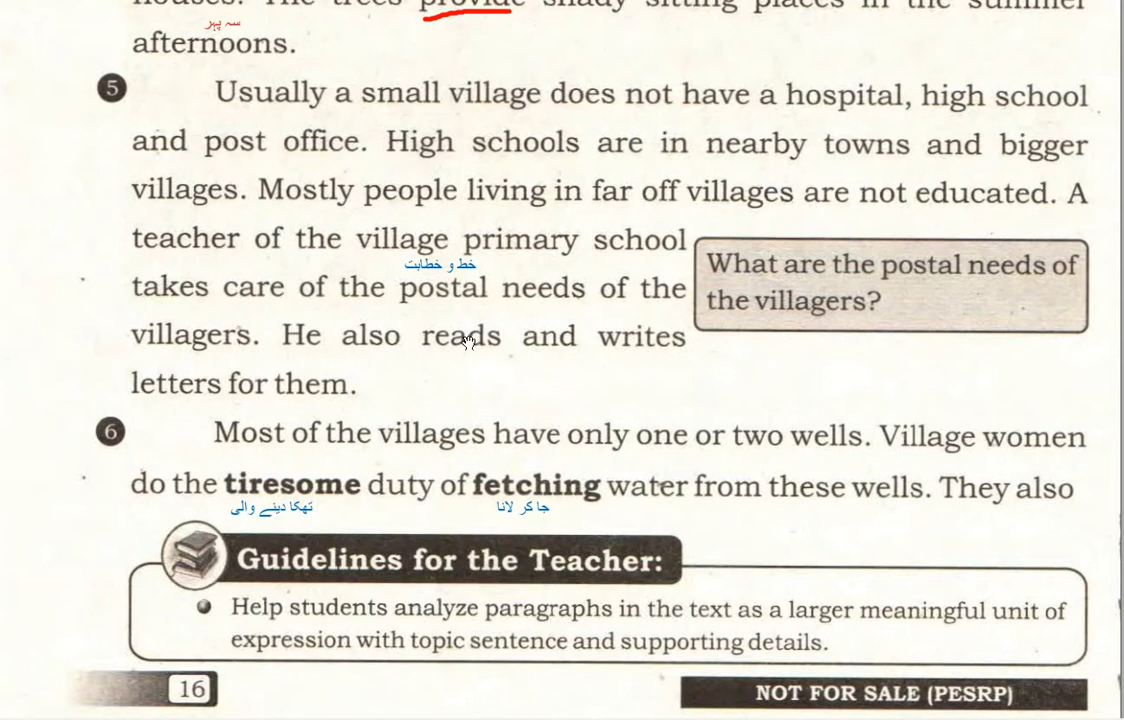 houses. The trees provide shady sitting places in the summer
سہ پہر
afternoons.
5 Usually a small village does not have a hospital, high school
and post office. High schools are in nearby towns and bigger
villages. Mostly people living in far off villages are not educated. A
teacher of the village primary school
خط و خطابت
takes care of the postal needs of the
villagers. He also reads and writes
letters for them.
What are the postal needs of
the villagers?
6 Most of the villages have only one or two wells. Village women
do the tiresome duty of fetching water from these wells. They also
تھکا دینے والی جا کر لانا
Guidelines for the Teacher:
Help students analyze paragraphs in the text as a larger meaningful unit of
expression with topic sentence and supporting details.
16
NOT FOR SALE (PESRP)